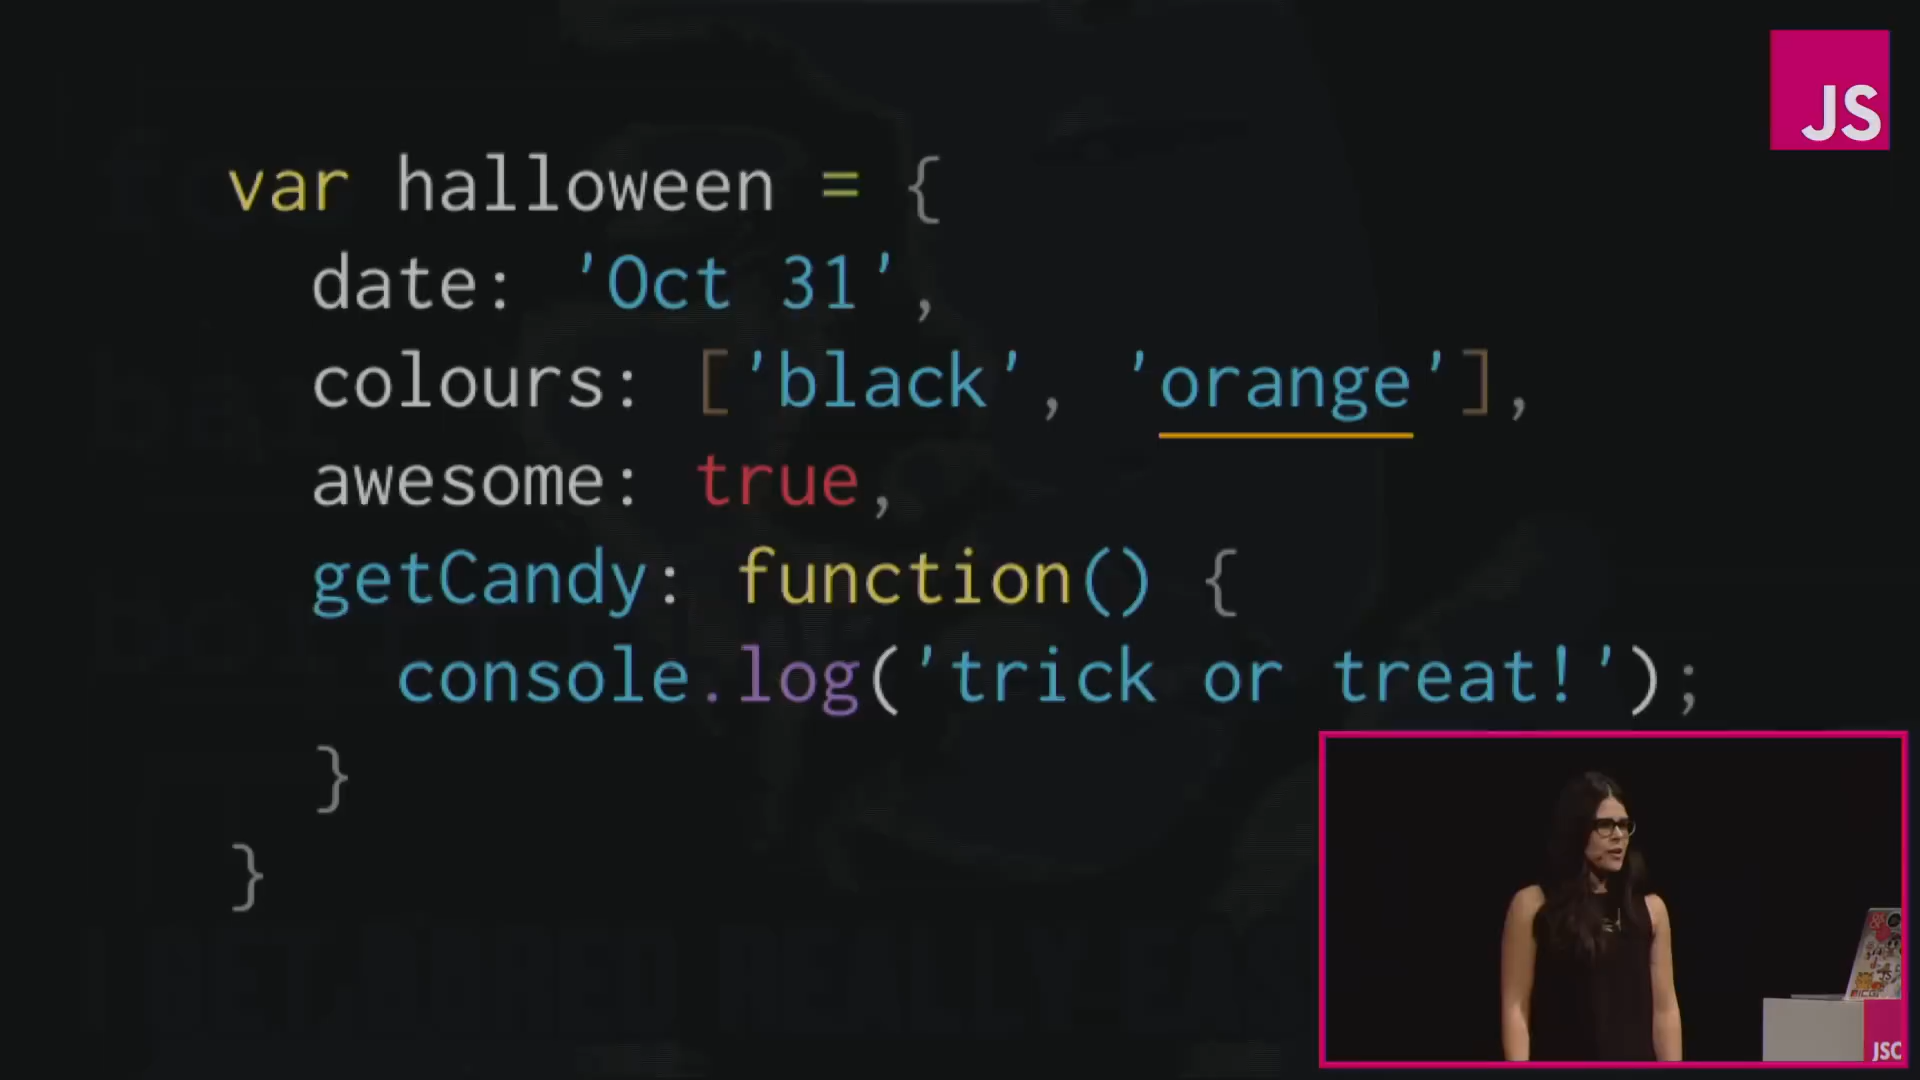 JS
var halloween = {
date: 'Oct 31',
colours: ['black', 'orange'],
awesome: true,
getCandy: function() {
console.log('trick or treat!');
}
}
JSC